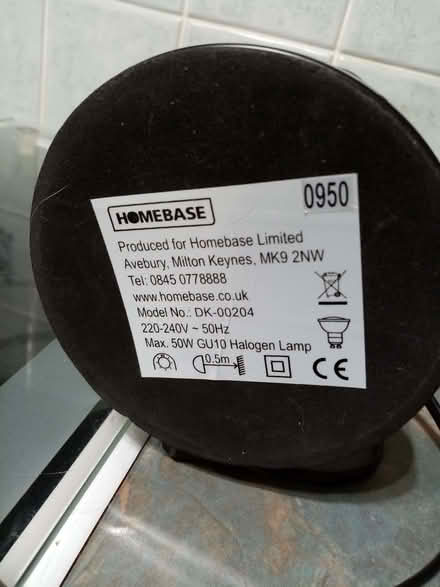 0950
HOMEBASE
Produced for Homebase Limited
Avebury, Milton Keynes, MK9 2NW
Tel: 0845 0778888
www.homebase.co.uk
Model No.: DK-00204
220-240V ~ 50Hz
Max. 50W GU10 Halogen Lamp
0.5m
CE